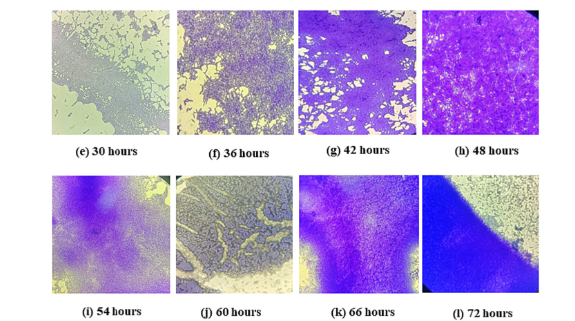 (e) 30 hours
(f) 36 hours
(g) 42 hours
(h) 48 hours
(i) 54 hours
(j) 60 hours
(k) 66 hours
(l) 72 hours